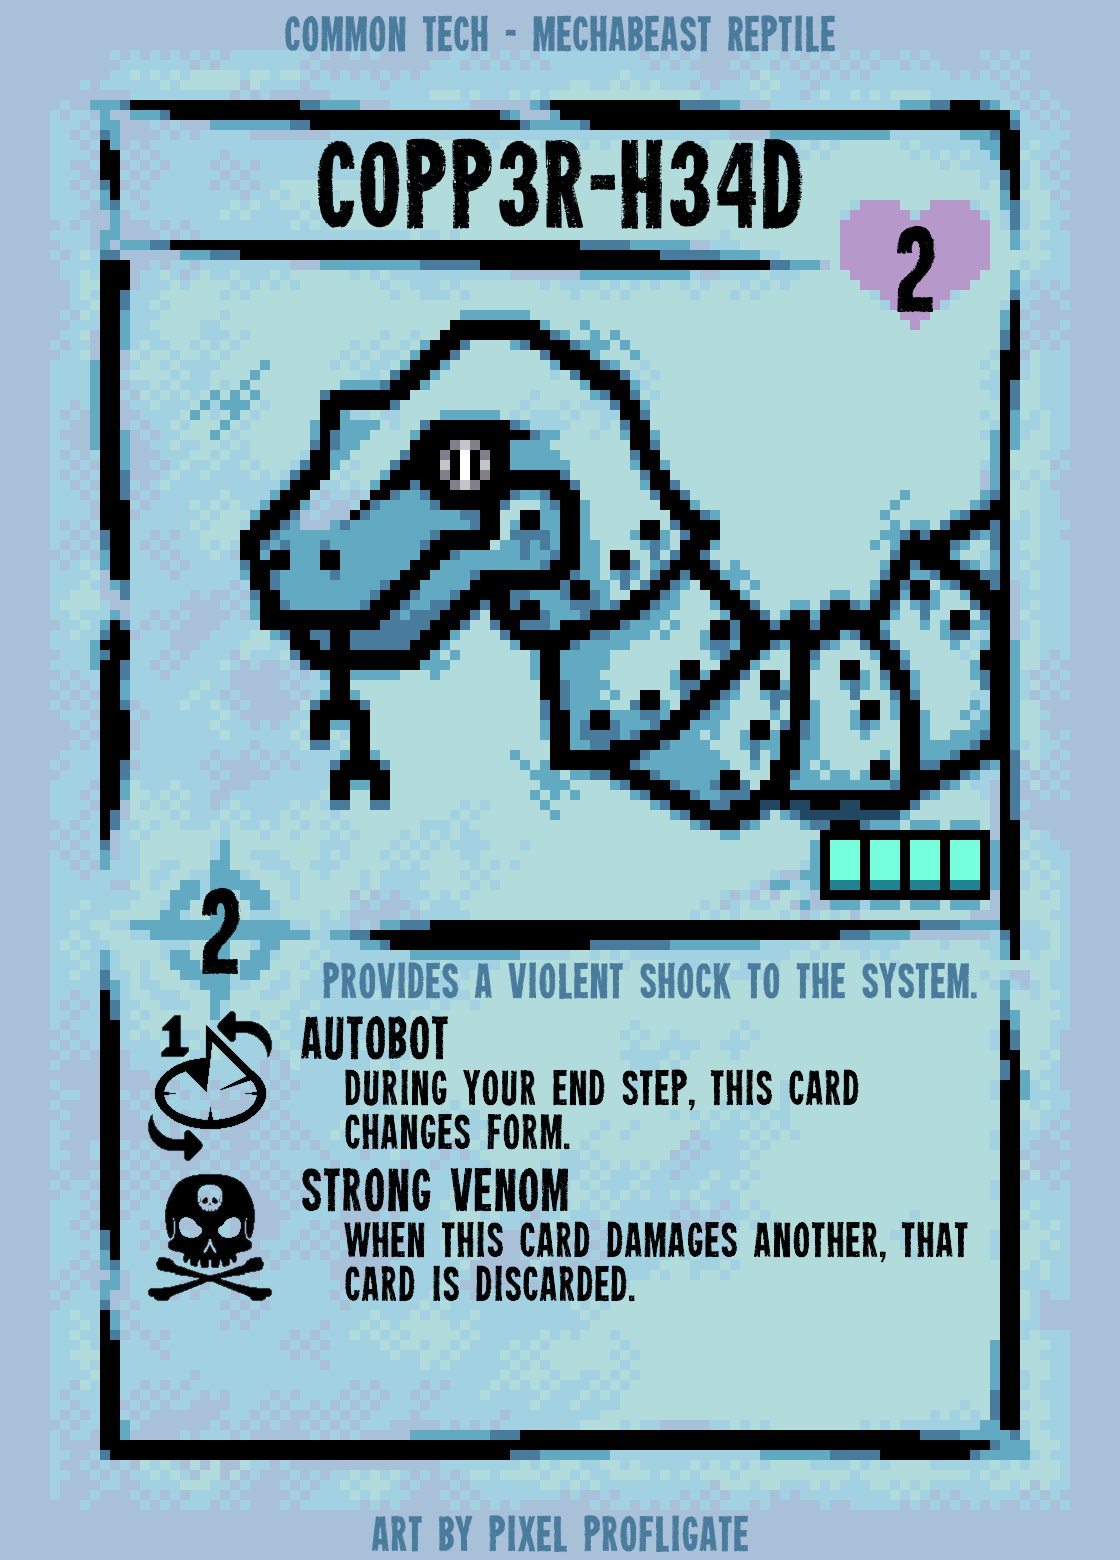 COMMON TECH - MECHABEAST REPTILE
C0PP3R-H34D
2
2
PROVIDES A VIOLENT SHOCK TO THE SYSTEM.
1
AUTOBOT
DURING YOUR END STEP, THIS CARD
CHANGES FORM.
STRONG VENOM
WHEN THIS CARD DAMAGES ANOTHER, THAT
CARD IS DISCARDED.
ART BY PIXEL PROFLIGATE